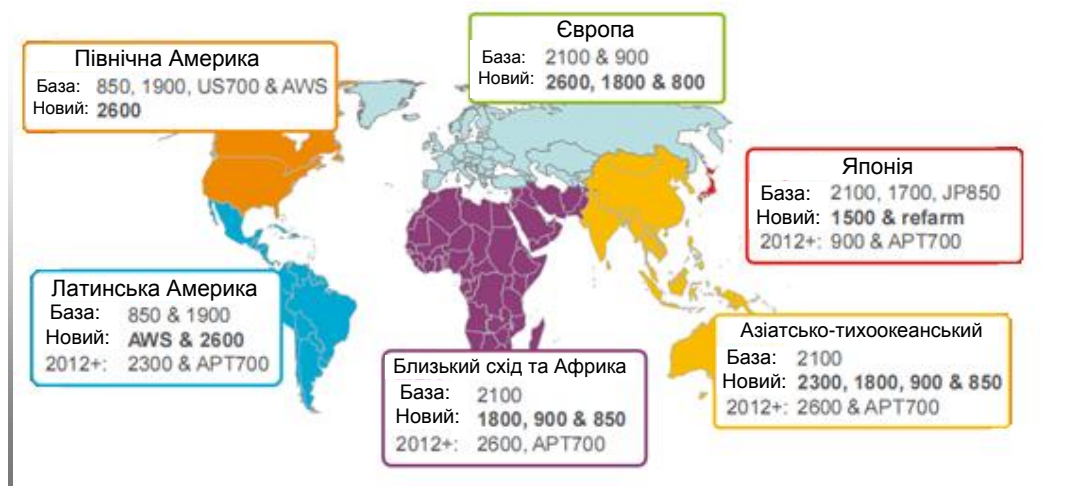 Європа
База: 2100 & 900
Новий: 2600, 1800 & 800
Північна Америка
База: 850, 1900, US700 & AWS
Новий: 2600
Японія
База: 2100, 1700, JP850
Новий: 1500 & refarm
2012+: 900 & APT700
Латинська Америка
База: 850 & 1900
Новий: AWS & 2600
2012+: 2300 & APT700
Близький схід та Африка
База: 2100
Новий: 1800, 900 & 850
2012+: 2600, APT700
Азіатсько-тихоокеанський
База: 2100
Новий: 2300, 1800, 900 & 850
2012+: 2600 & APT700